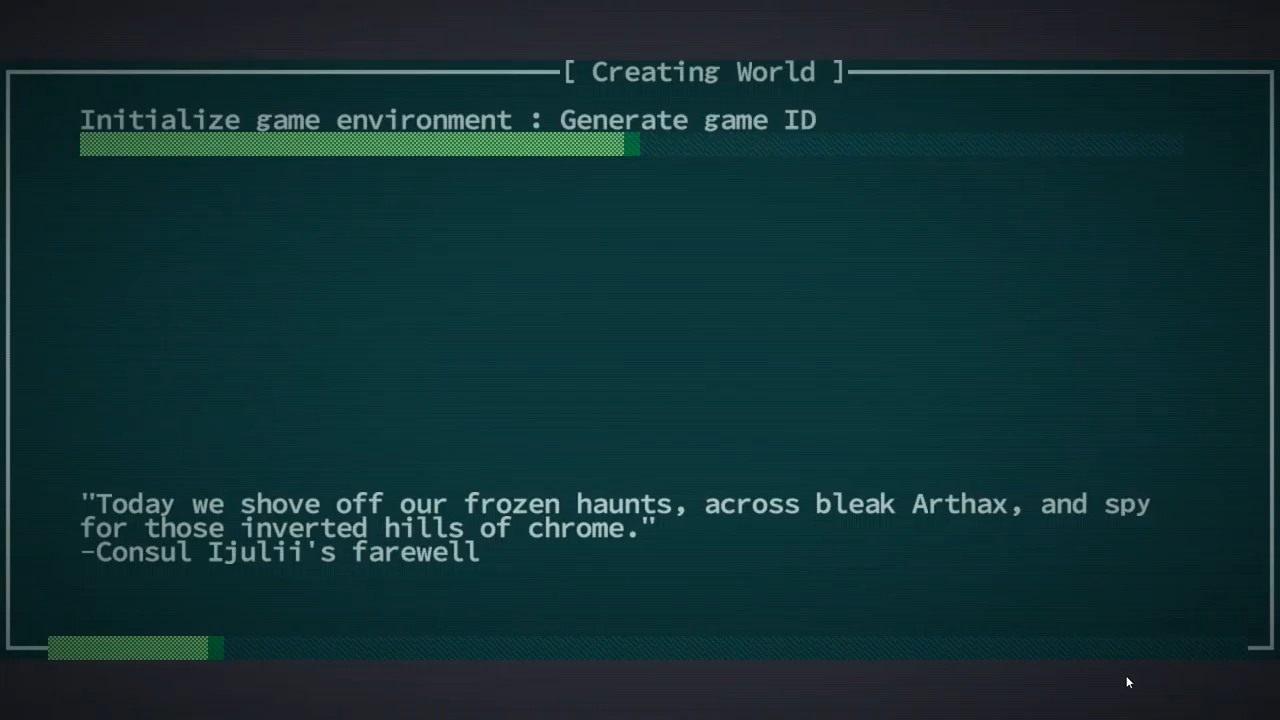 [ Creating World ]
Initialize game environment : Generate game ID
"Today we shove off our frozen haunts, across bleak Arthax, and spy
for those inverted hills of chrome."
-Consul Ijulii's farewell